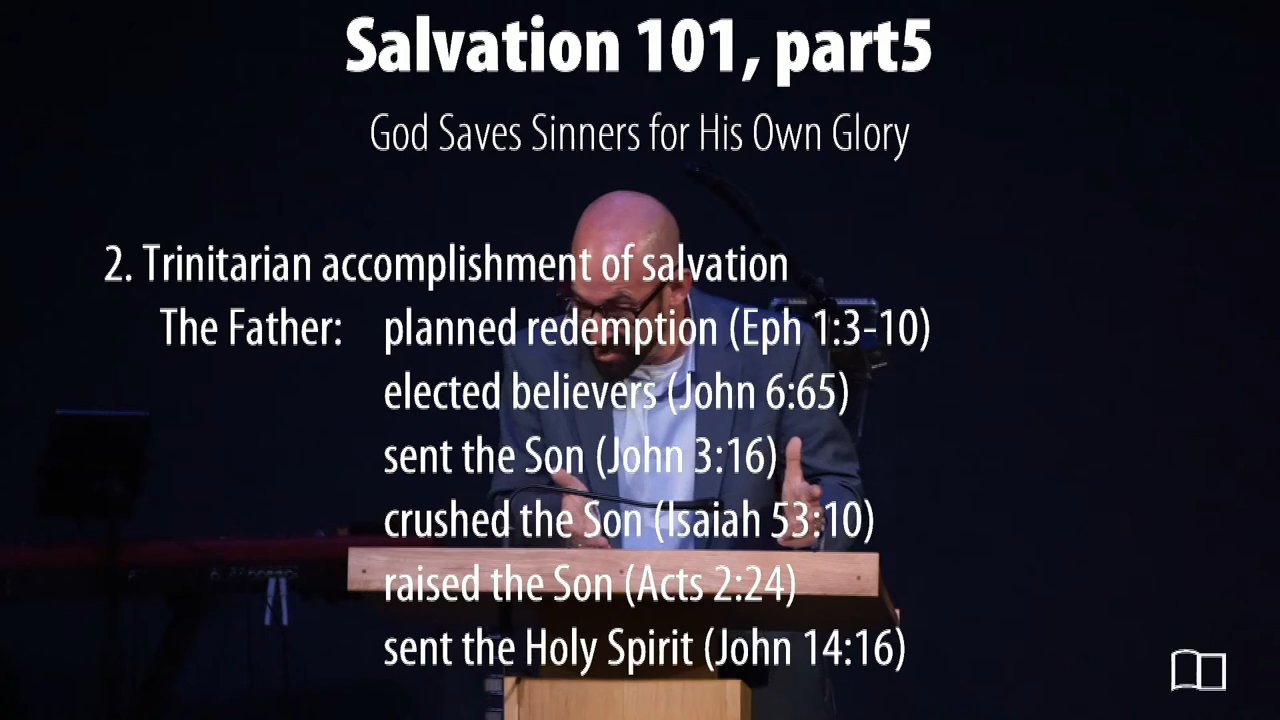 Salvation 101, part5
God Saves Sinners for His Own Glory
2. Trinitarian accomplishment of salvation
The Father: planned redemption (Eph 1:3-10)
elected believers (John 6:65)
sent the Son (John 3:16)
crushed the Son (Isaiah 53:10)
raised the Son (Acts 2:24)
sent the Holy Spirit (John 14:16)